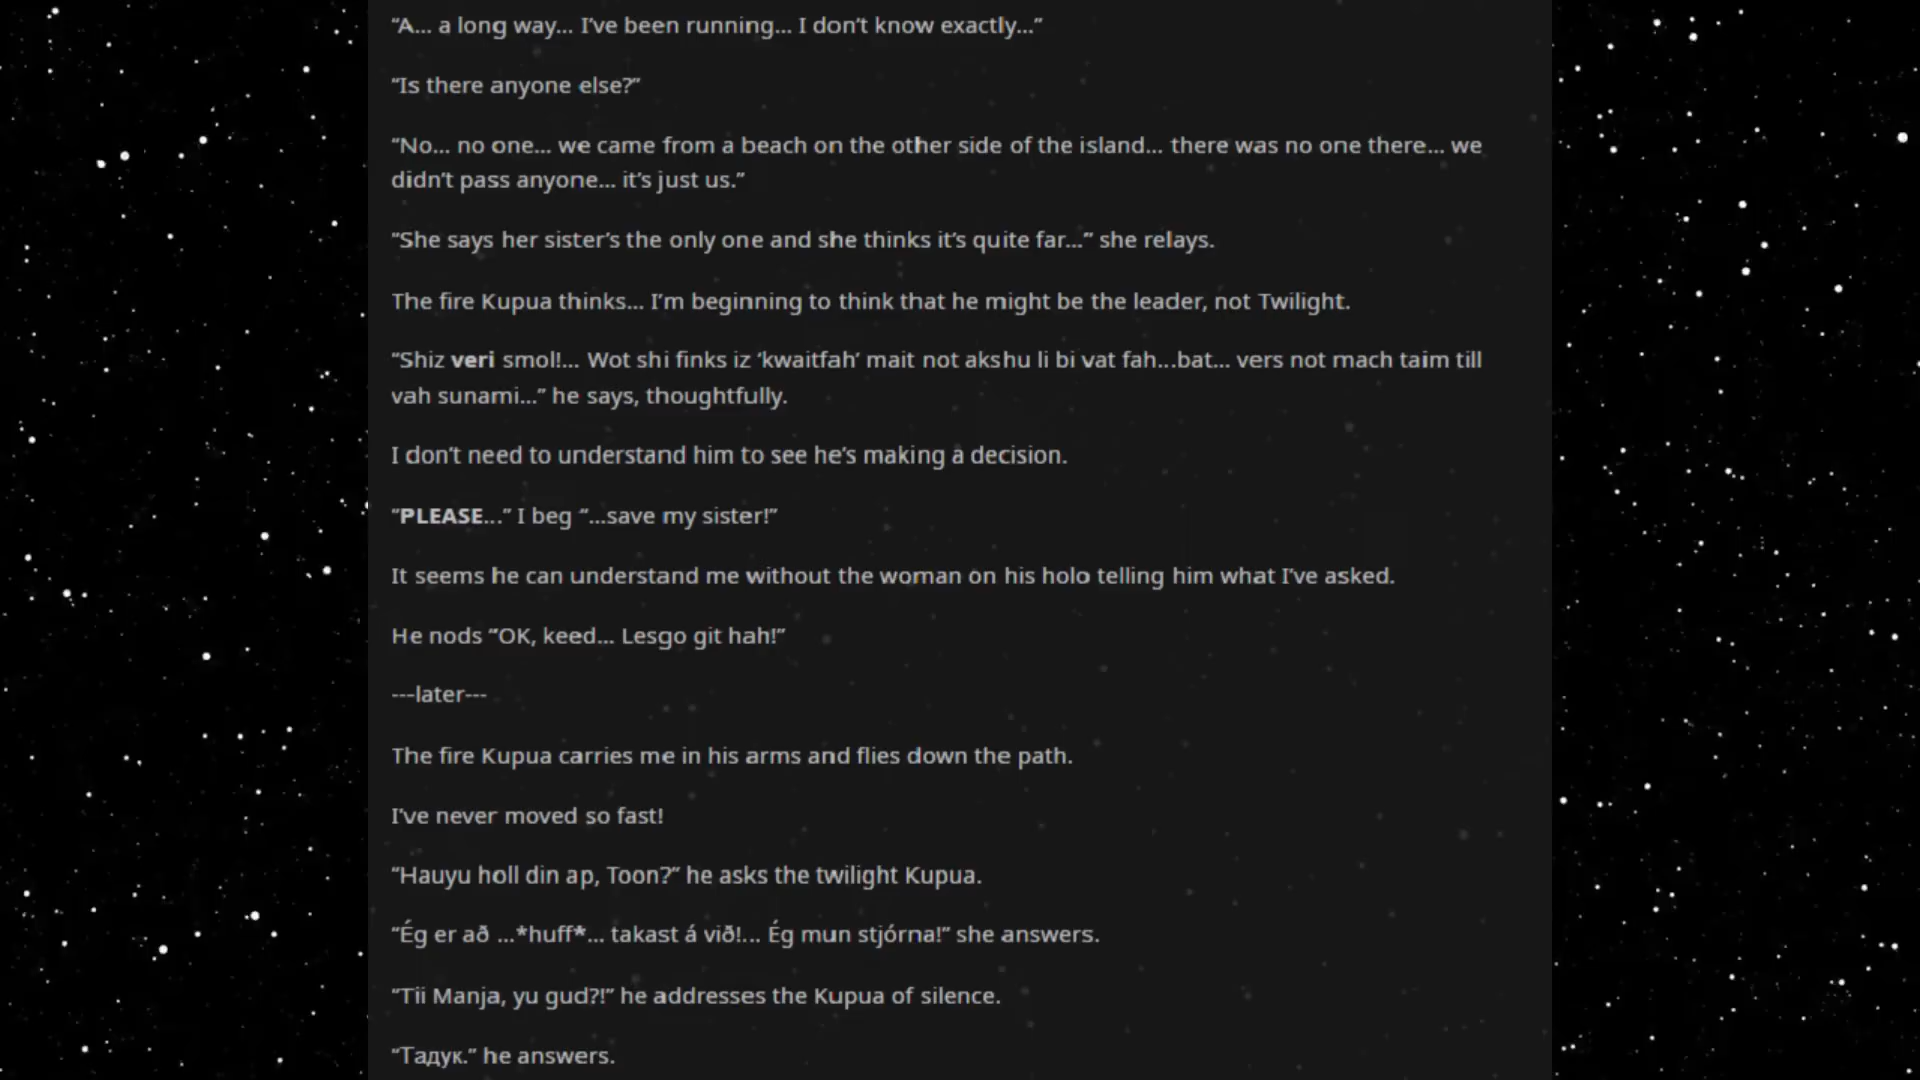 “A... a long way... I’ve been running... I don’t know exactly...”
“Is there anyone else?”
“No... no one... we came from a beach on the other side of the island... there was no one there... we
didn’t pass anyone... it’s just us.”
“She says her sister’s the only one and she thinks it’s quite far...” she relays.
The fire Kupua thinks... I’m beginning to think that he might be the leader, not Twilight.
“Shiz veri smol!... Wot shi finks iz ‘kwaitfah’ mait not akshu li bi vat fah...bat... vers not mach taim till
vah sunami...” he says, thoughtfully.
I don’t need to understand him to see he’s making a decision.
“PLEASE...” I beg “...save my sister!”
It seems he can understand me without the woman on his holo telling him what I’ve asked.
He nods “OK, keed... Lesgo git hah!”
---later---
The fire Kupua carries me in his arms and flies down the path.
I’ve never moved so fast!
“Hauyu holl din ap, Toon?” he asks the twilight Kupua.
“Ég er að ...*huff*... takast á við!... Ég mun stjórna!” she answers.
“Tii Manja, yu gud?!” he addresses the Kupua of silence.
“Тадук.” he answers.